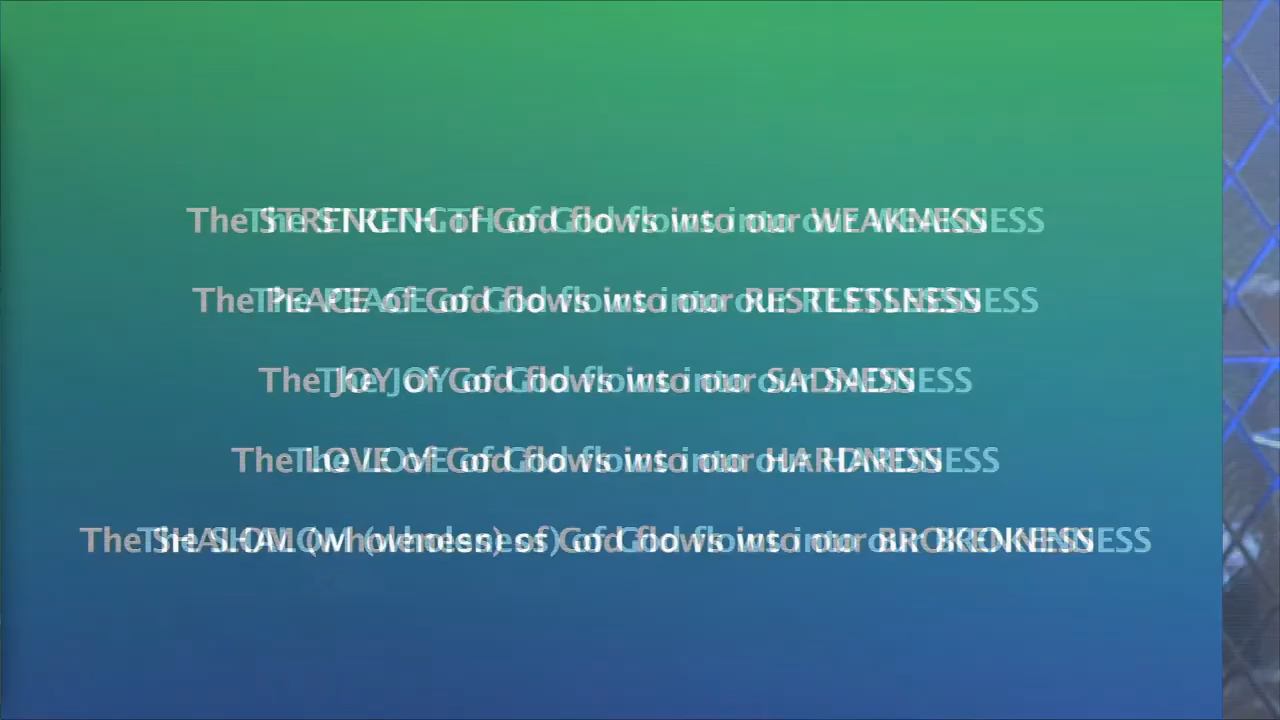 The STRENGTH of God flows into our WEAKNESS
The PEACE of God flows into our RESTLESSNESS
The JOY of God flows into our SADNESS
The LOVE of God flows into our HARDNESS
The SHALOM (wholeness) of God flows into our BROKENNESS